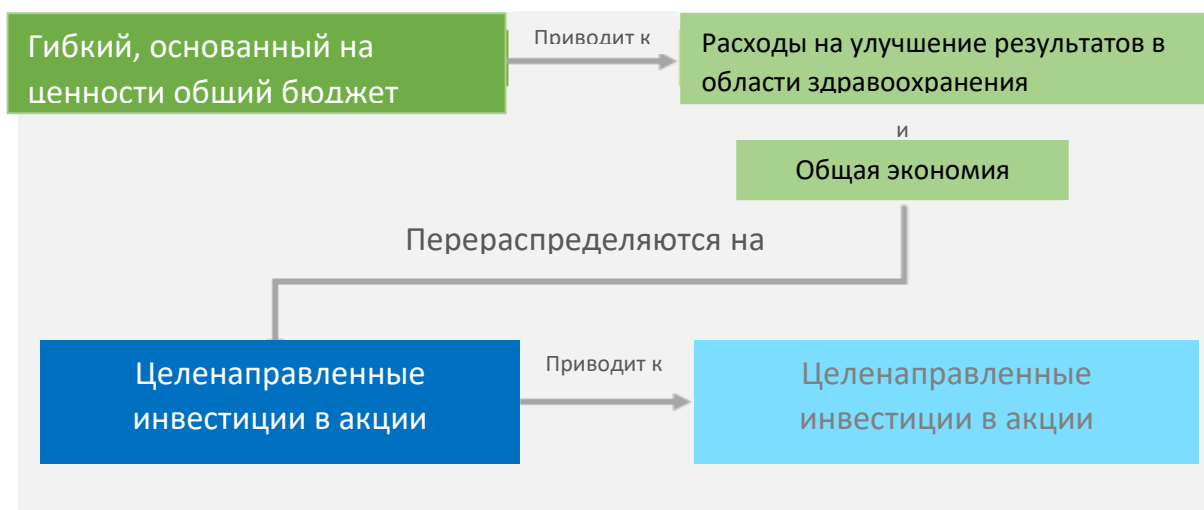 Гибкий, основанный на
ценности общий бюджет
Приводит к
Расходы на улучшение результатов в
области здравоохранения
и
Общая экономия
Перераспределяются на
Целенаправленные
инвестиции в акции
Приводит к
Целенаправленные
инвестиции в акции